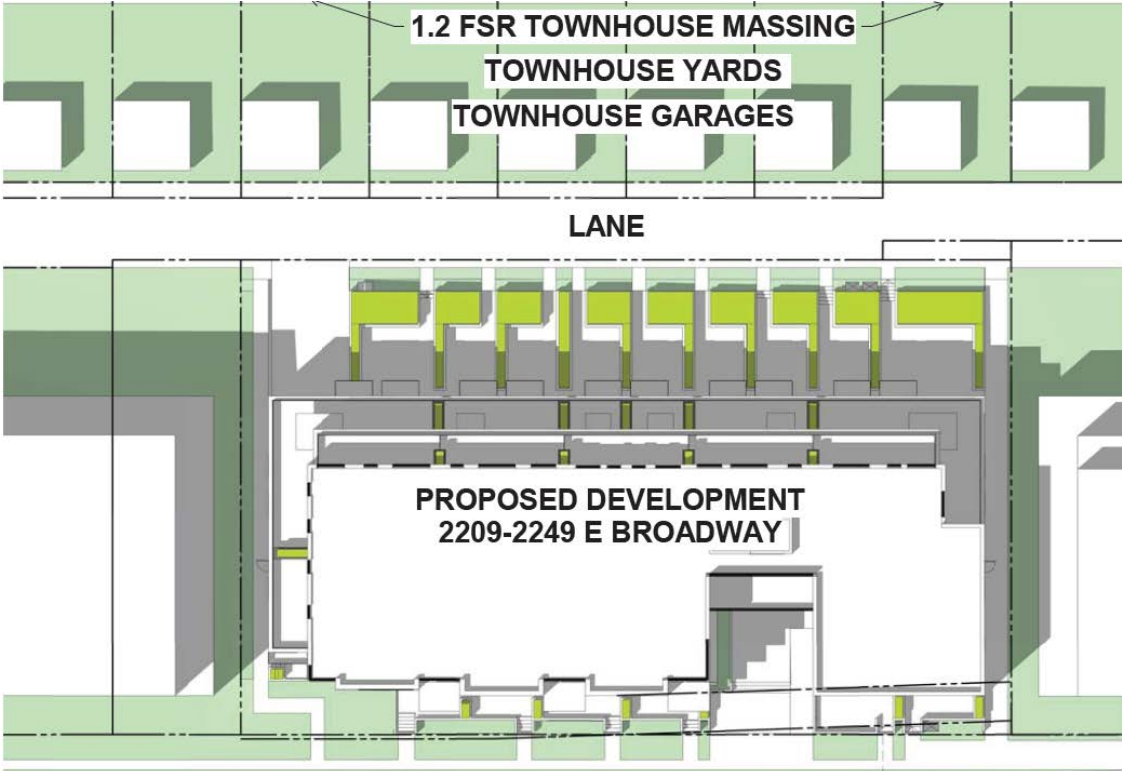 1.2 FSR TOWNHOUSE MASSING
TOWNHOUSE YARDS
TOWNHOUSE GARAGES
LANE
PROPOSED DEVELOPMENT
2209-2249 E BROADWAY